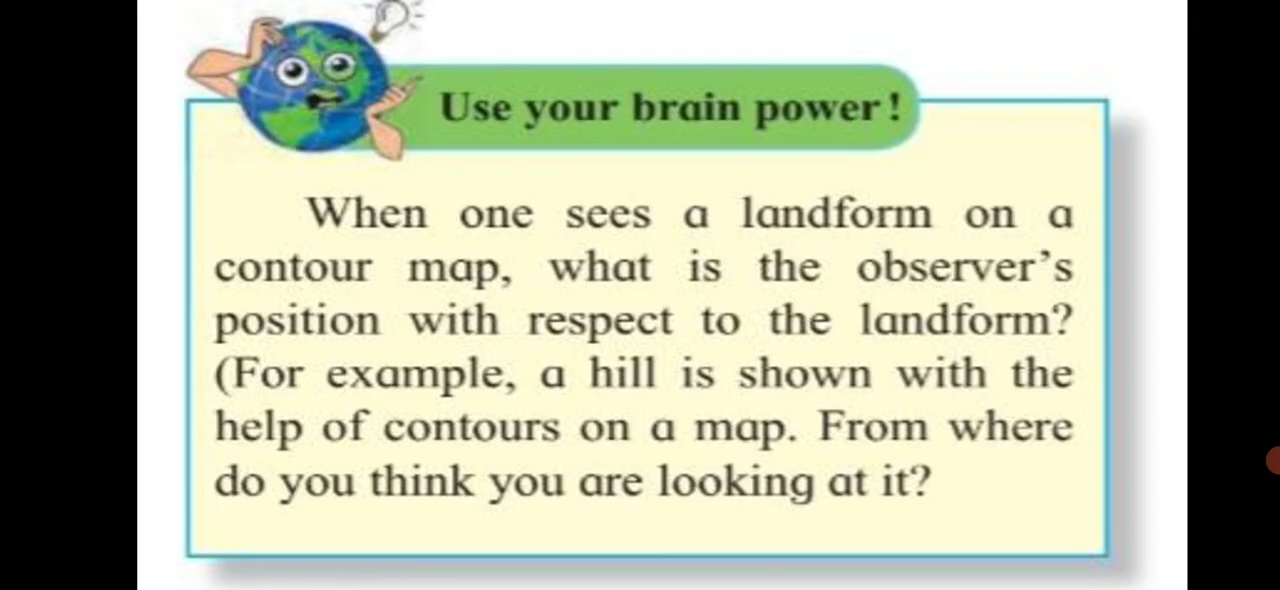 Use your brain power!
When one sees a landform on a
contour map, what is the observer's
position with respect to the landform?
(For example, a hill is shown with the
help of contours on a map. From where
do you think you are looking at it?